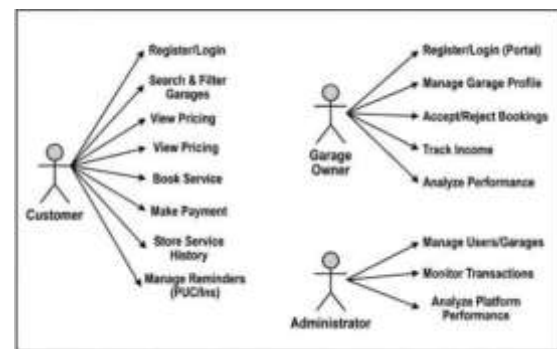 Register/Login
Search & Filter
Garages
View Pricing
View Pricing
Book Service
Make Payment
Store Service
History
Manage Reminders
(PUC/Ins)
Customer
Register/Login (Portal)
Manage Garage Profile
Accept/Reject Bookings
Track Income
Analyze Performance
Garage
Owner
Manage Users/Garages
Monitor Transactions
Analyze Platform
Performance
Administrator